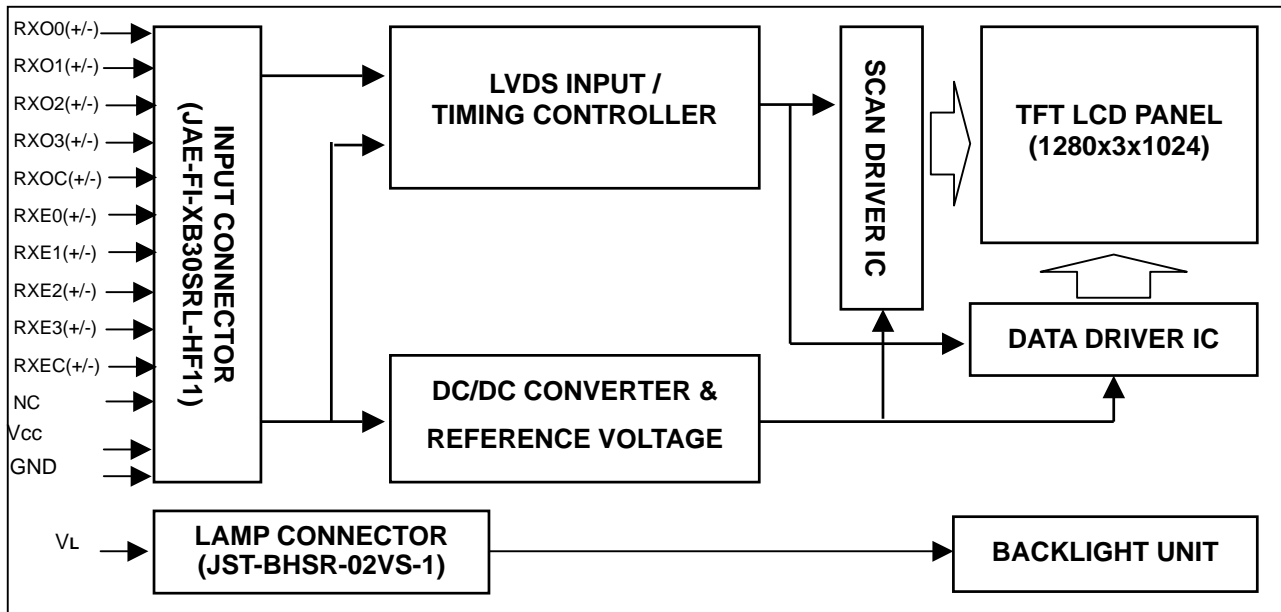 RXO0(+/-)
RXO1(+/-)
RXO2(+/-)
RXO3(+/-)
RXOC(+/-)
RXE0(+/-)
RXE1(+/-)
RXE2(+/-)
RXE3(+/-)
RXEC(+/-)
NC
Vcc
GND
INPUT CONNECTOR
(JAE-FI-XB30SRL-HF11)
LVDS INPUT /
TIMING CONTROLLER
SCAN DRIVER IC
TFT LCD PANEL
(1280x3x1024)
DATA DRIVER IC
DC/DC CONVERTER &
REFERENCE VOLTAGE
VL
LAMP CONNECTOR
(JST-BHSR-02VS-1)
BACKLIGHT UNIT